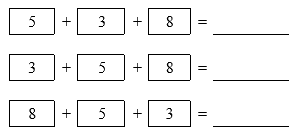 5 + 3 + 8 = ________
3 + 5 + 8 = ________
8 + 5 + 3 = ________